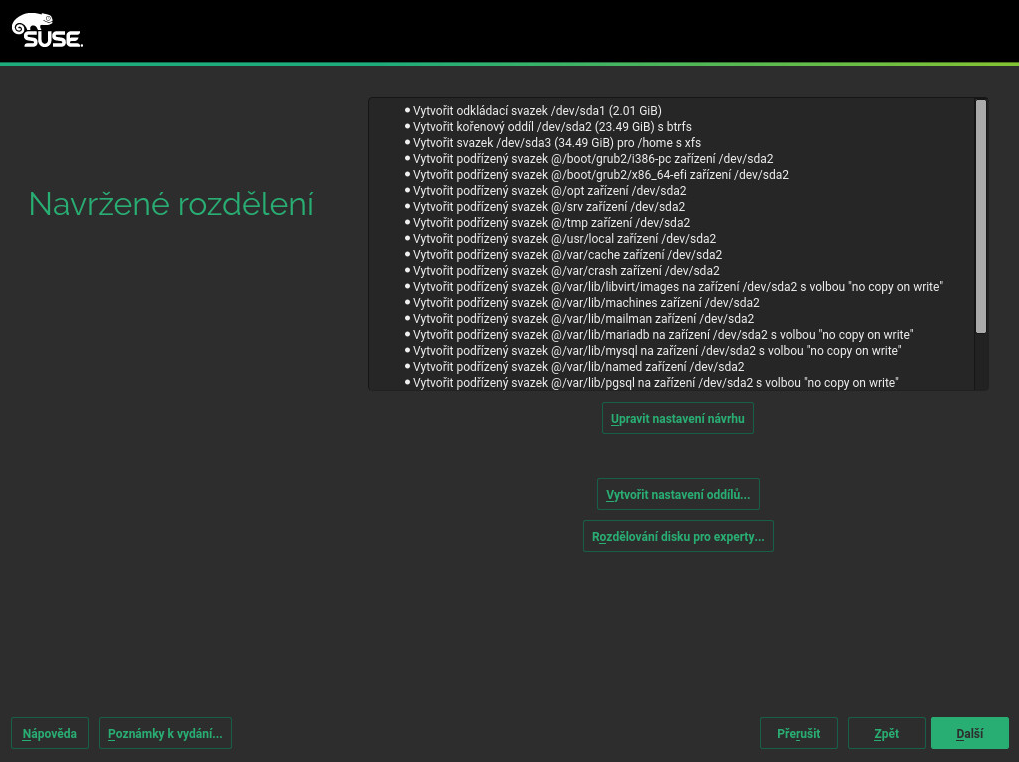 SUSE.
Navržené rozdělení
Vytvořit odkládací svazek /dev/sda1 (2.01 GiB)
Vytvořit kořenový oddíl /dev/sda2 (23.49 GiB) s btrfs
Vytvořit svazek /dev/sda3 (34.49 GiB) pro /home s xfs
Vytvořit podřízený svazek @/boot/grub2/i386-pc zařízení /dev/sda2
Vytvořit podřízený svazek @/boot/grub2/x86_64-efi zařízení /dev/sda2
Vytvořit podřízený svazek @/opt zařízení /dev/sda2
Vytvořit podřízený svazek @/srv zařízení /dev/sda2
Vytvořit podřízený svazek @/tmp zařízení /dev/sda2
Vytvořit podřízený svazek @/usr/local zařízení /dev/sda2
Vytvořit podřízený svazek @/var/cache zařízení /dev/sda2
Vytvořit podřízený svazek @/var/crash zařízení /dev/sda2
Vytvořit podřízený svazek @/var/lib/libvirt/images na zařízení /dev/sda2 s volbou "no copy on write"
Vytvořit podřízený svazek @/var/lib/machines zařízení /dev/sda2
Vytvořit podřízený svazek @/var/lib/mailman zařízení /dev/sda2
Vytvořit podřízený svazek @/var/lib/mariadb na zařízení /dev/sda2 s volbou "no copy on write"
Vytvořit podřízený svazek @/var/lib/mysql na zařízení /dev/sda2 s volbou "no copy on write"
Vytvořit podřízený svazek @/var/lib/named zařízení /dev/sda2
Vytvořit podřízený svazek @/var/lib/pgsql na zařízení /dev/sda2 s volbou "no copy on write"
Upravit nastavení návrhu
Vytvořit nastavení oddílů...
Rozdělování disku pro experty...
Nápověda
Poznámky k vydání...
Přerušit
Zpět
Další